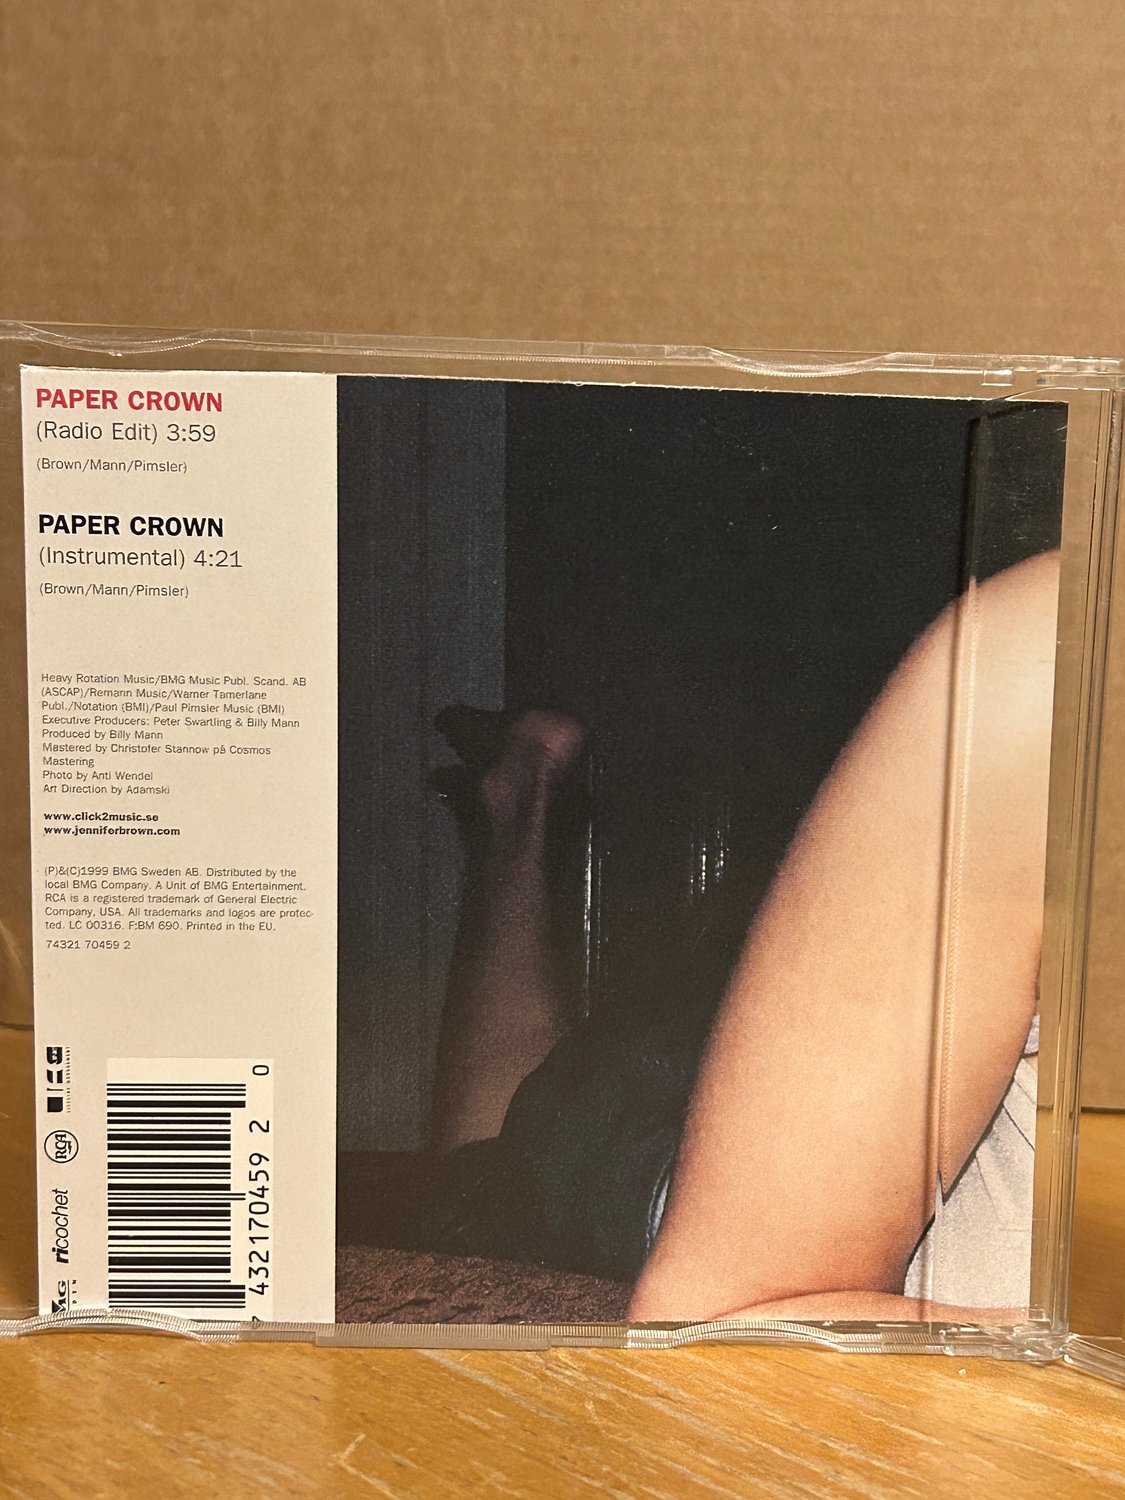 PAPER CROWN
(Radio Edit) 3:59
(Brown/Mann/Pimsler)
PAPER CROWN
(Instrumental) 4:21
(Brown/Mann/Pimsler)
Heavy Rotation Music/BMG Music Publ. Scand. AB
(ASCAP)/Remann Music/Warner Tamerlane
Publ./Notation (BMI)/Paul Pimsler Music (BMI)
Executive Producers: Peter Swartling & Billy Mann
Produced by Billy Mann
Mastered by Christofer Stannow på Cosmos
Mastering
Photo by Anti Wendel
Art Direction by Adamski
www.click2music.se
www.jenniferbrown.com
(P)&(C)1999 BMG Sweden AB. Distributed by the
local BMG Company. A Unit of BMG Entertainment.
RCA is a registered trademark of General Electric
Company, USA. All trademarks and logos are protec-
ted. LC 00316. F:BM 690. Printed in the EU.
74321 70459 2
RCA
ricochet
7 432170459 2 0